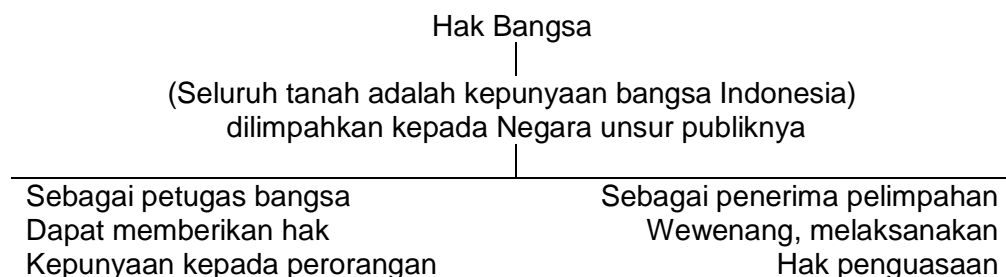 Hak Bangsa
(Seluruh tanah adalah kepunyaan bangsa Indonesia)
dilimpahkan kepada Negara unsur publiknya
Sebagai petugas bangsa
Dapat memberikan hak
Kepunyaan kepada perorangan
Sebagai penerima pelimpahan
Wewenang, melaksanakan
Hak penguasaan